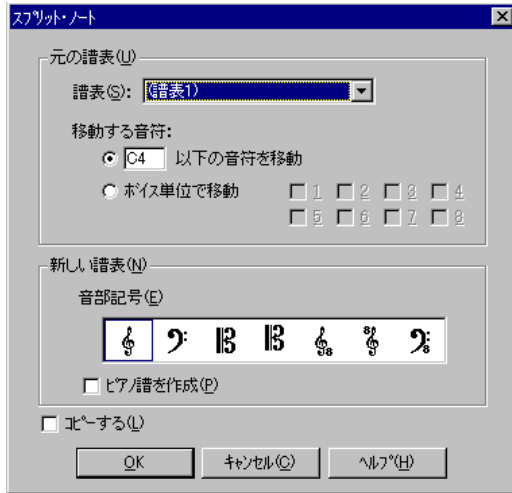 ｽﾌﾟﾘｯﾄ･ﾉｰﾄ
元の譜表(U)
譜表(S): (譜表1)
移動する音符:
C4 以下の音符を移動
ﾎﾞｲｽ単位で移動 1 2 3 4
5 6 7 8
新しい譜表(N)
音部記号(E)
8 8 8
ﾋﾟｱﾉ譜を作成(P)
ｺﾋﾟｰする(L)
OK ｷｬﾝｾﾙ(C) ﾍﾙﾌﾟ(H)